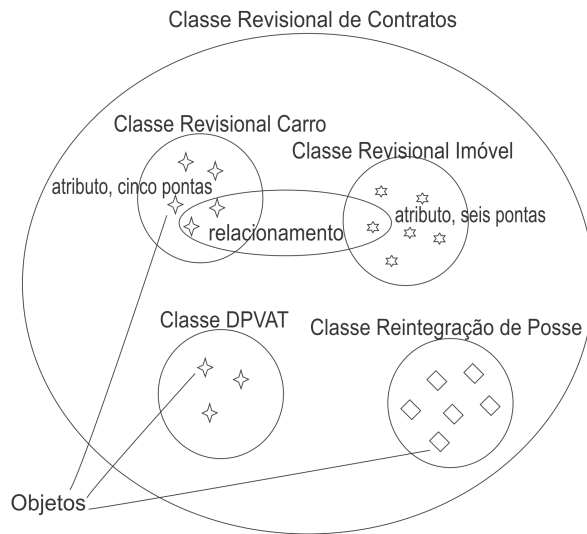 Classe Revisional de Contratos
Classe Revisional Carro
Classe Revisional Imóvel
atributo, cinco pontas
atributo, seis pontas
relacionamento
Classe DPVAT
Classe Reintegração de Posse
Objetos